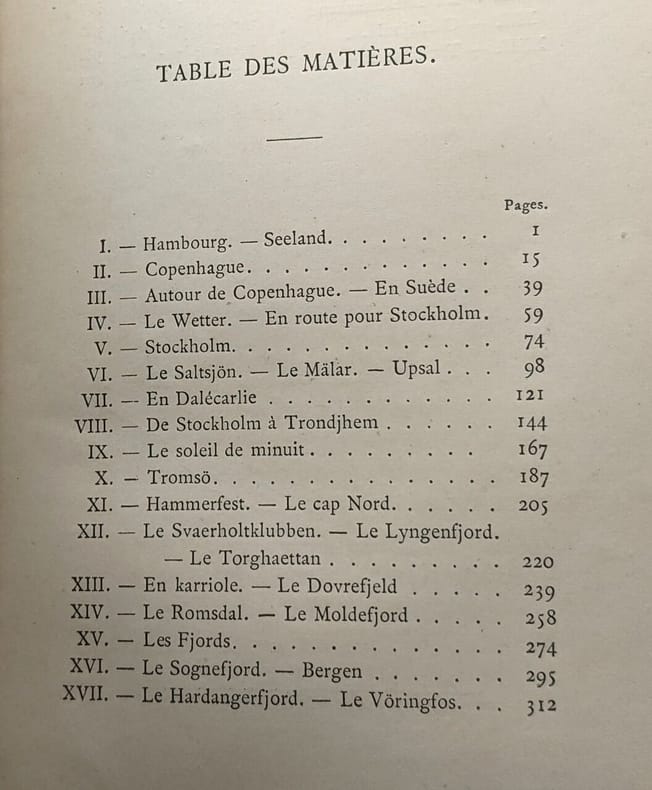 TABLE DES MATIÈRES.
Pages.
I. — Hambourg. — Seeland. . . . . . . . . 1
II. — Copenhague. . . . . . . . . . . . . 15
III. — Autour de Copenhague. — En Suède . . 39
IV. — Le Wetter. — En route pour Stockholm. 59
V. — Stockholm. . . . . . . . . . . . . . 74
VI. — Le Saltsjön. — Le Mälar. — Upsal . . . 98
VII. — En Dalécarlie . . . . . . . . . . . . 121
VIII. — De Stockholm à Trondjhem . . . . . . 144
IX. — Le soleil de minuit . . . . . . . . . 167
X. — Tromsö. . . . . . . . . . . . . . . 187
XI. — Hammerfest. — Le cap Nord. . . . . . 205
XII. — Le Svaerholtklubben. — Le Lyngenfjord.
— Le Torghaettan . . . . . . . . . 220
XIII. — En karriole. — Le Dovrefjeld . . . . . 239
XIV. — Le Romsdal. — Le Moldefjord . . . . . 258
XV. — Les Fjords. . . . . . . . . . . . . . 274
XVI. — Le Sognefjord. — Bergen . . . . . . . 295
XVII. — Le Hardangerfjord. — Le Vöringfos. . . 312